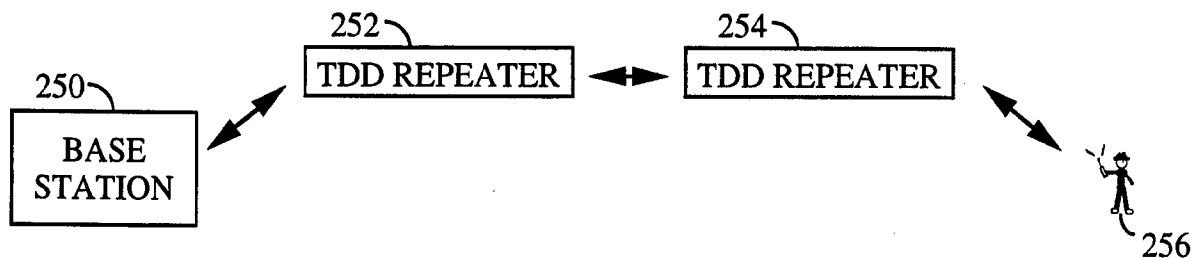 252
TDD REPEATER
254
TDD REPEATER
250
BASE
STATION
256